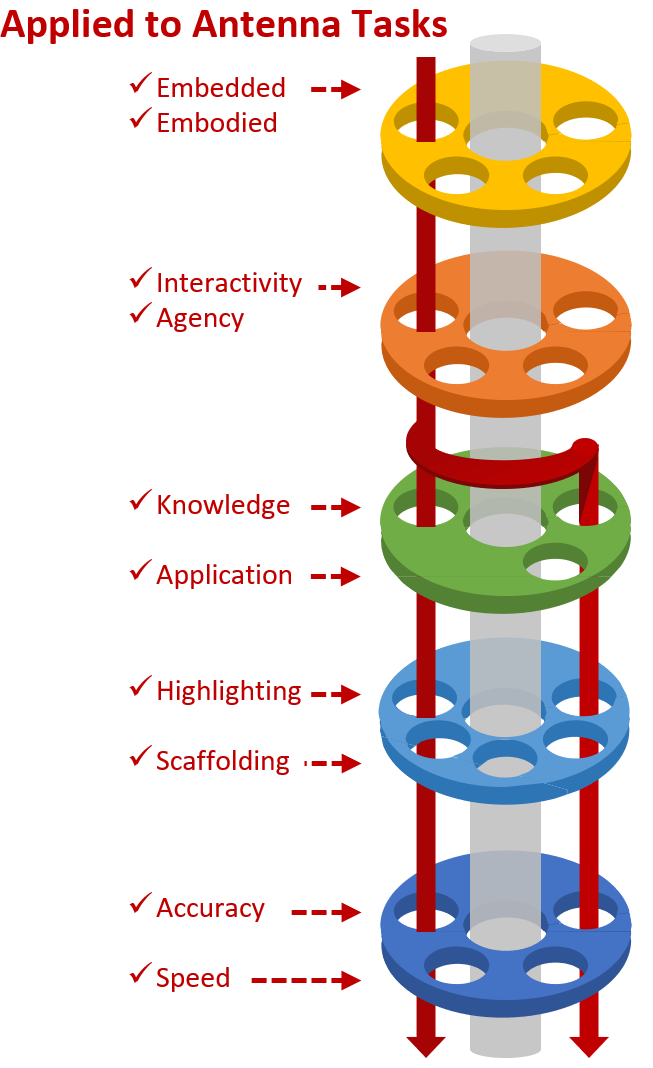 Applied to Antenna Tasks
✓ Embedded
✓ Embodied
✓ Interactivity
✓ Agency
✓ Knowledge
✓ Application
✓ Highlighting
✓ Scaffolding
✓ Accuracy
✓ Speed